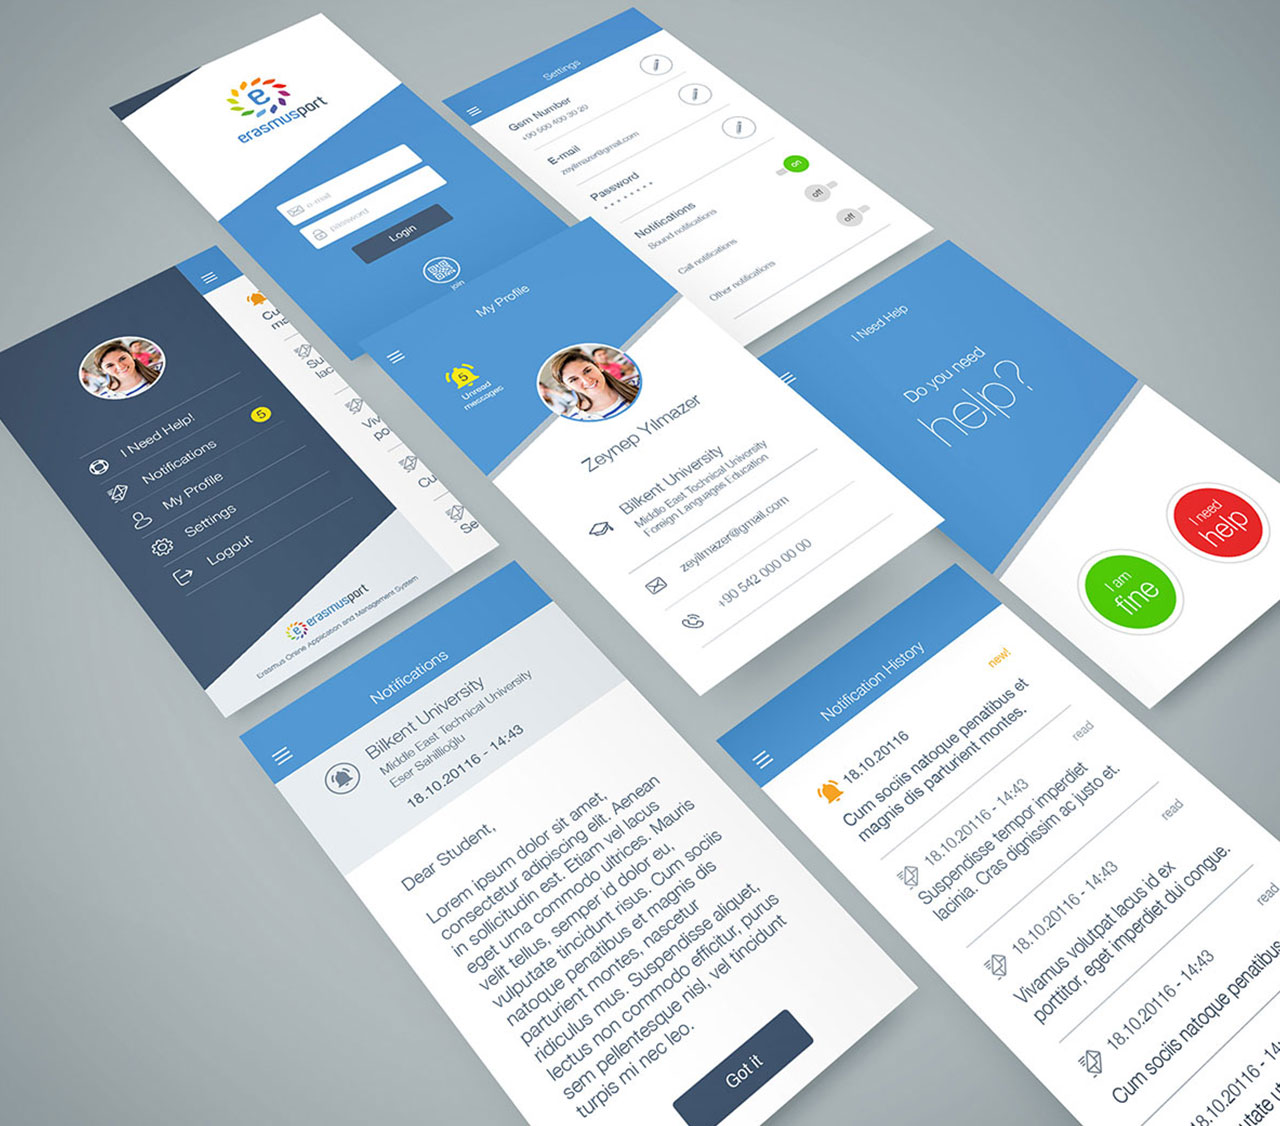 e
erasmusport
e-mail
password
Login
join
Settings
Gsm Number
+90 500 400 30 20
E-mail
zeyilmazer@gmail.com
Password
Notifications
Sound notifications
on
Call notifications
off
Other notifications
off
I Need Help!
Notifications
5
My Profile
Settings
Logout
e
erasmusport
Erasmus Online Application and Management System
Cu
ma
Su
lac
Viv
po
Cu
Se
My Profile
5
Unread
messages
Zeynep Yılmazer
Bilkent University
Middle East Technical University
Foreign Languages Education
zeyilmazer@gmail.com
+90 542 000 00 00
I Need Help
Do you need
help?
I am
fine
I need
help
Notifications
Bilkent University
Middle East Technical University
Eser Sahillioğlu
18.10.20116 - 14:43
Dear Student,
Lorem ipsum dolor sit amet,
consectetur adipiscing elit. Aenean
in sollicitudin est. Etiam vel lacus
eget urna commodo ultrices. Mauris
velit tellus, semper id dolor eu,
vulputate tincidunt risus. Cum sociis
natoque penatibus et magnis dis
parturient montes, nascetur
ridiculus mus. Suspendisse aliquet,
lectus non commodo efficitur, purus
sem pellentesque nisl, vel tincidunt
turpis mi nec leo.
Got it
Notification History
new!
18.10.20116
Cum sociis natoque penatibus et
magnis dis parturient montes.
read
18.10.20116 - 14:43
Suspendisse tempor imperdiet
lacinia. Cras dignissim ac justo et.
read
18.10.20116 - 14:43
Vivamus volutpat lacus id ex
porttitor, eget imperdiet dui congue.
read
18.10.20116 - 14:43
Cum sociis natoque penatibus
18.10.20116 - 14:43